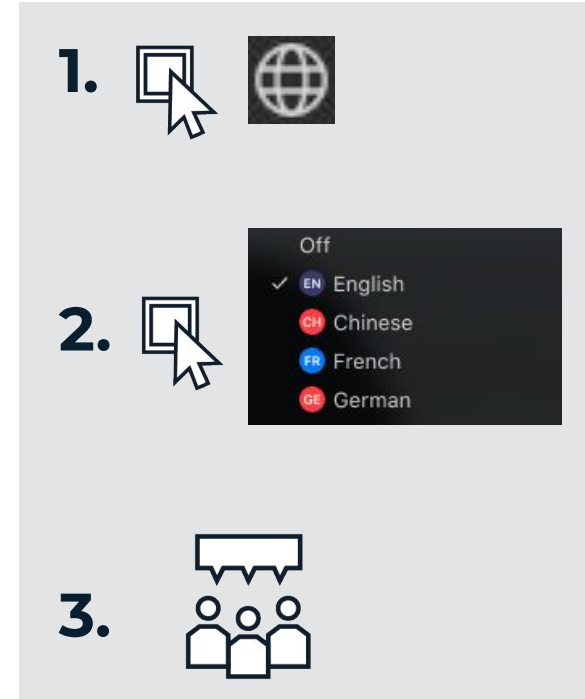 1.
2.
Off
EN English
CH Chinese
FR French
GE German
3.